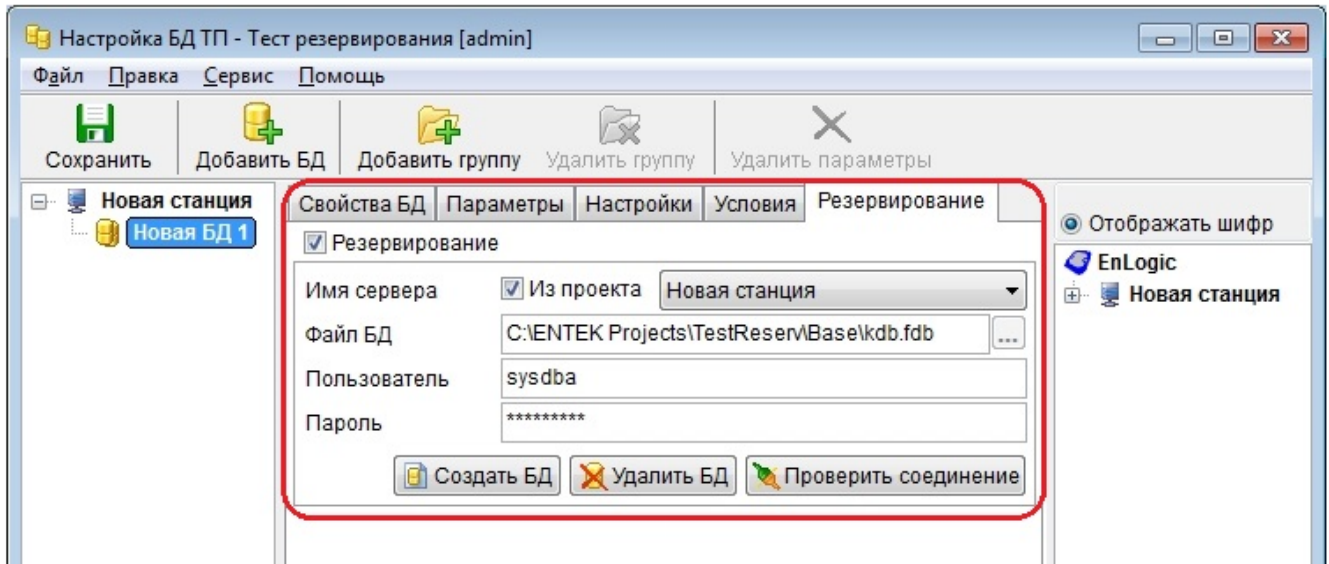 Настройка БД ТП - Тест резервирования [admin]
Файл Правка Сервис Помощь
Сохранить Добавить БД Добавить группу Удалить группу Удалить параметры
Новая станция
Новая БД 1
Свойства БД Параметры Настройки Условия Резервирование
Резервирование
Имя сервера Из проекта Новая станция
Файл БД C:\ENTEK Projects\TestReserv\Base\kdb.fdb ...
Пользователь sysdba
Пароль *********
Создать БД Удалить БД Проверить соединение
Отображать шифр
EnLogic
Новая станция